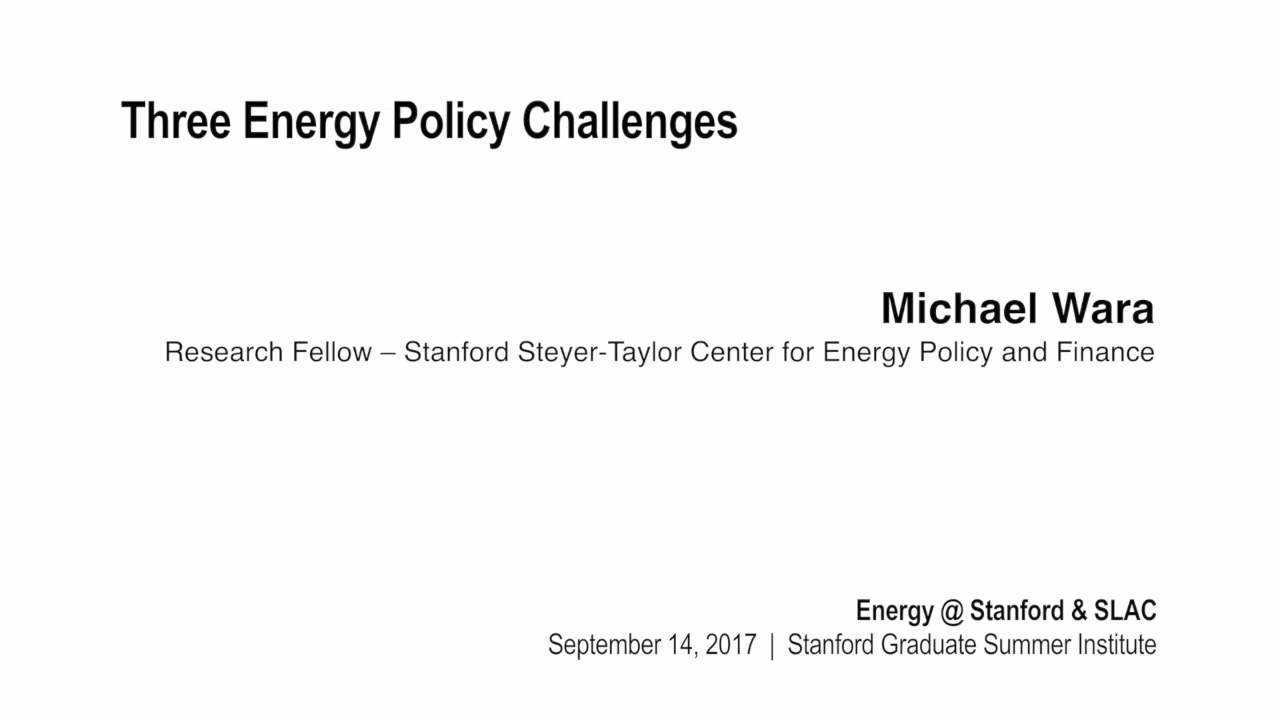 Three Energy Policy Challenges
Michael Wara
Research Fellow – Stanford Steyer-Taylor Center for Energy Policy and Finance
Energy @ Stanford & SLAC
September 14, 2017 | Stanford Graduate Summer Institute